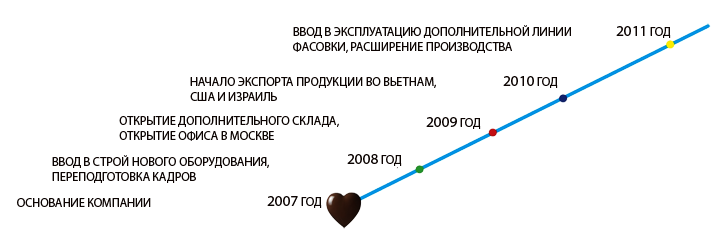 ВВОД В ЭКСПЛУАТАЦИЮ ДОПОЛНИТЕЛЬНОЙ ЛИНИИ
ФАСОВКИ, РАСШИРЕНИЕ ПРОИЗВОДСТВА
2011 ГОД
НАЧАЛО ЭКСПОРТА ПРОДУКЦИИ ВО ВЬЕТНАМ,
США И ИЗРАИЛЬ
2010 ГОД
ОТКРЫТИЕ ДОПОЛНИТЕЛЬНОГО СКЛАДА,
ОТКРЫТИЕ ОФИСА В МОСКВЕ
2009 ГОД
ВВОД В СТРОЙ НОВОГО ОБОРУДОВАНИЯ,
ПЕРЕПОДГОТОВКА КАДРОВ
2008 ГОД
ОСНОВАНИЕ КОМПАНИИ
2007 ГОД